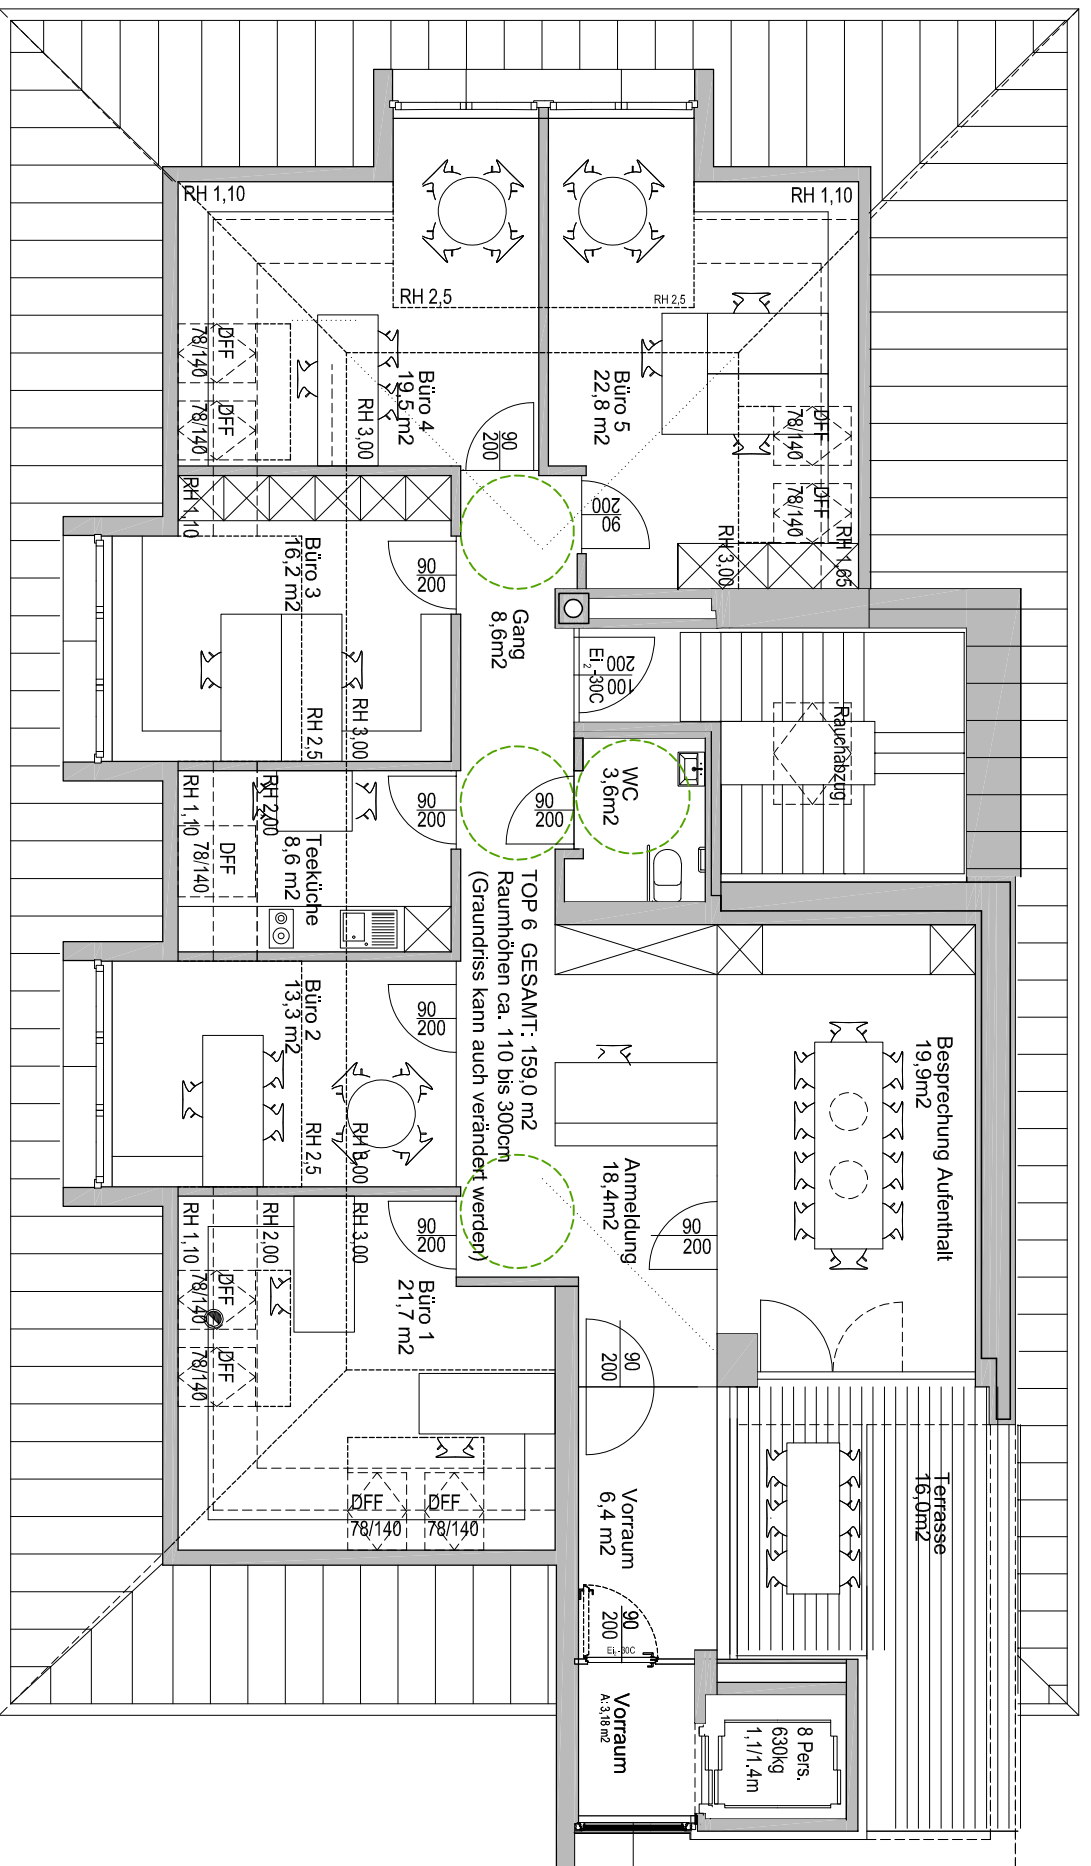 RH 1,10
RH 1,10
RH 2,5
RH 2,5
DFF
78/140
DFF
78/140
Büro 4
19,5 m2
RH 3,00
90
200
Büro 5
22,8 m2
DFF
78/140
DFF
78/140
90
200
RH 3,00
RH 1,65
RH 1,10
Büro 3
16,2 m2
90
200
RH 2,5
RH 3,00
Gang
8,6m2
Ei2-30C
100
200
Rauchabzug
WC
3,6m2
90
200
90
200
RH 1,10
RH 2,00
DFF
78/140
Teeküche
8,6 m2
TOP 6 GESAMT: 159,0 m2
Raumhöhen ca. 110 bis 300cm
(Graundriss kann auch verändert werden)
Büro 2
13,3 m2
90
200
RH 2,5
RH 3,00
Besprechung Aufenthalt
19,9m2
Anmeldung
18,4m2
90
200
RH 1,10
RH 2,00
RH 3,00
90
200
DFF
78/140
DFF
78/140
Büro 1
21,7 m2
DFF
78/140
DFF
78/140
90
200
Vorraum
6,4 m2
Terrasse
16,0m2
90
200
Ei2-30C
Vorraum
A: 3,18 m2
8 Pers.
630kg
1,1/1.4m